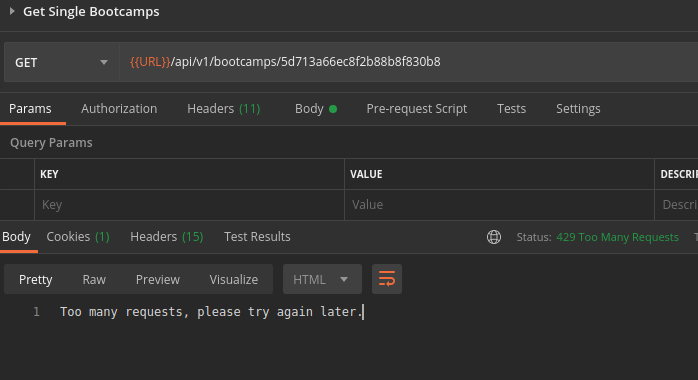 Get Single Bootcamps
GET {{URL}}/api/v1/bootcamps/5d713a66ec8f2b88b8f830b8
Params Authorization Headers (11) Body Pre-request Script Tests Settings
Query Params
KEY VALUE DESCRI
Key Value Descri
Body Cookies (1) Headers (15) Test Results Status: 429 Too Many Requests T
Pretty Raw Preview Visualize HTML
1 Too many requests, please try again later.